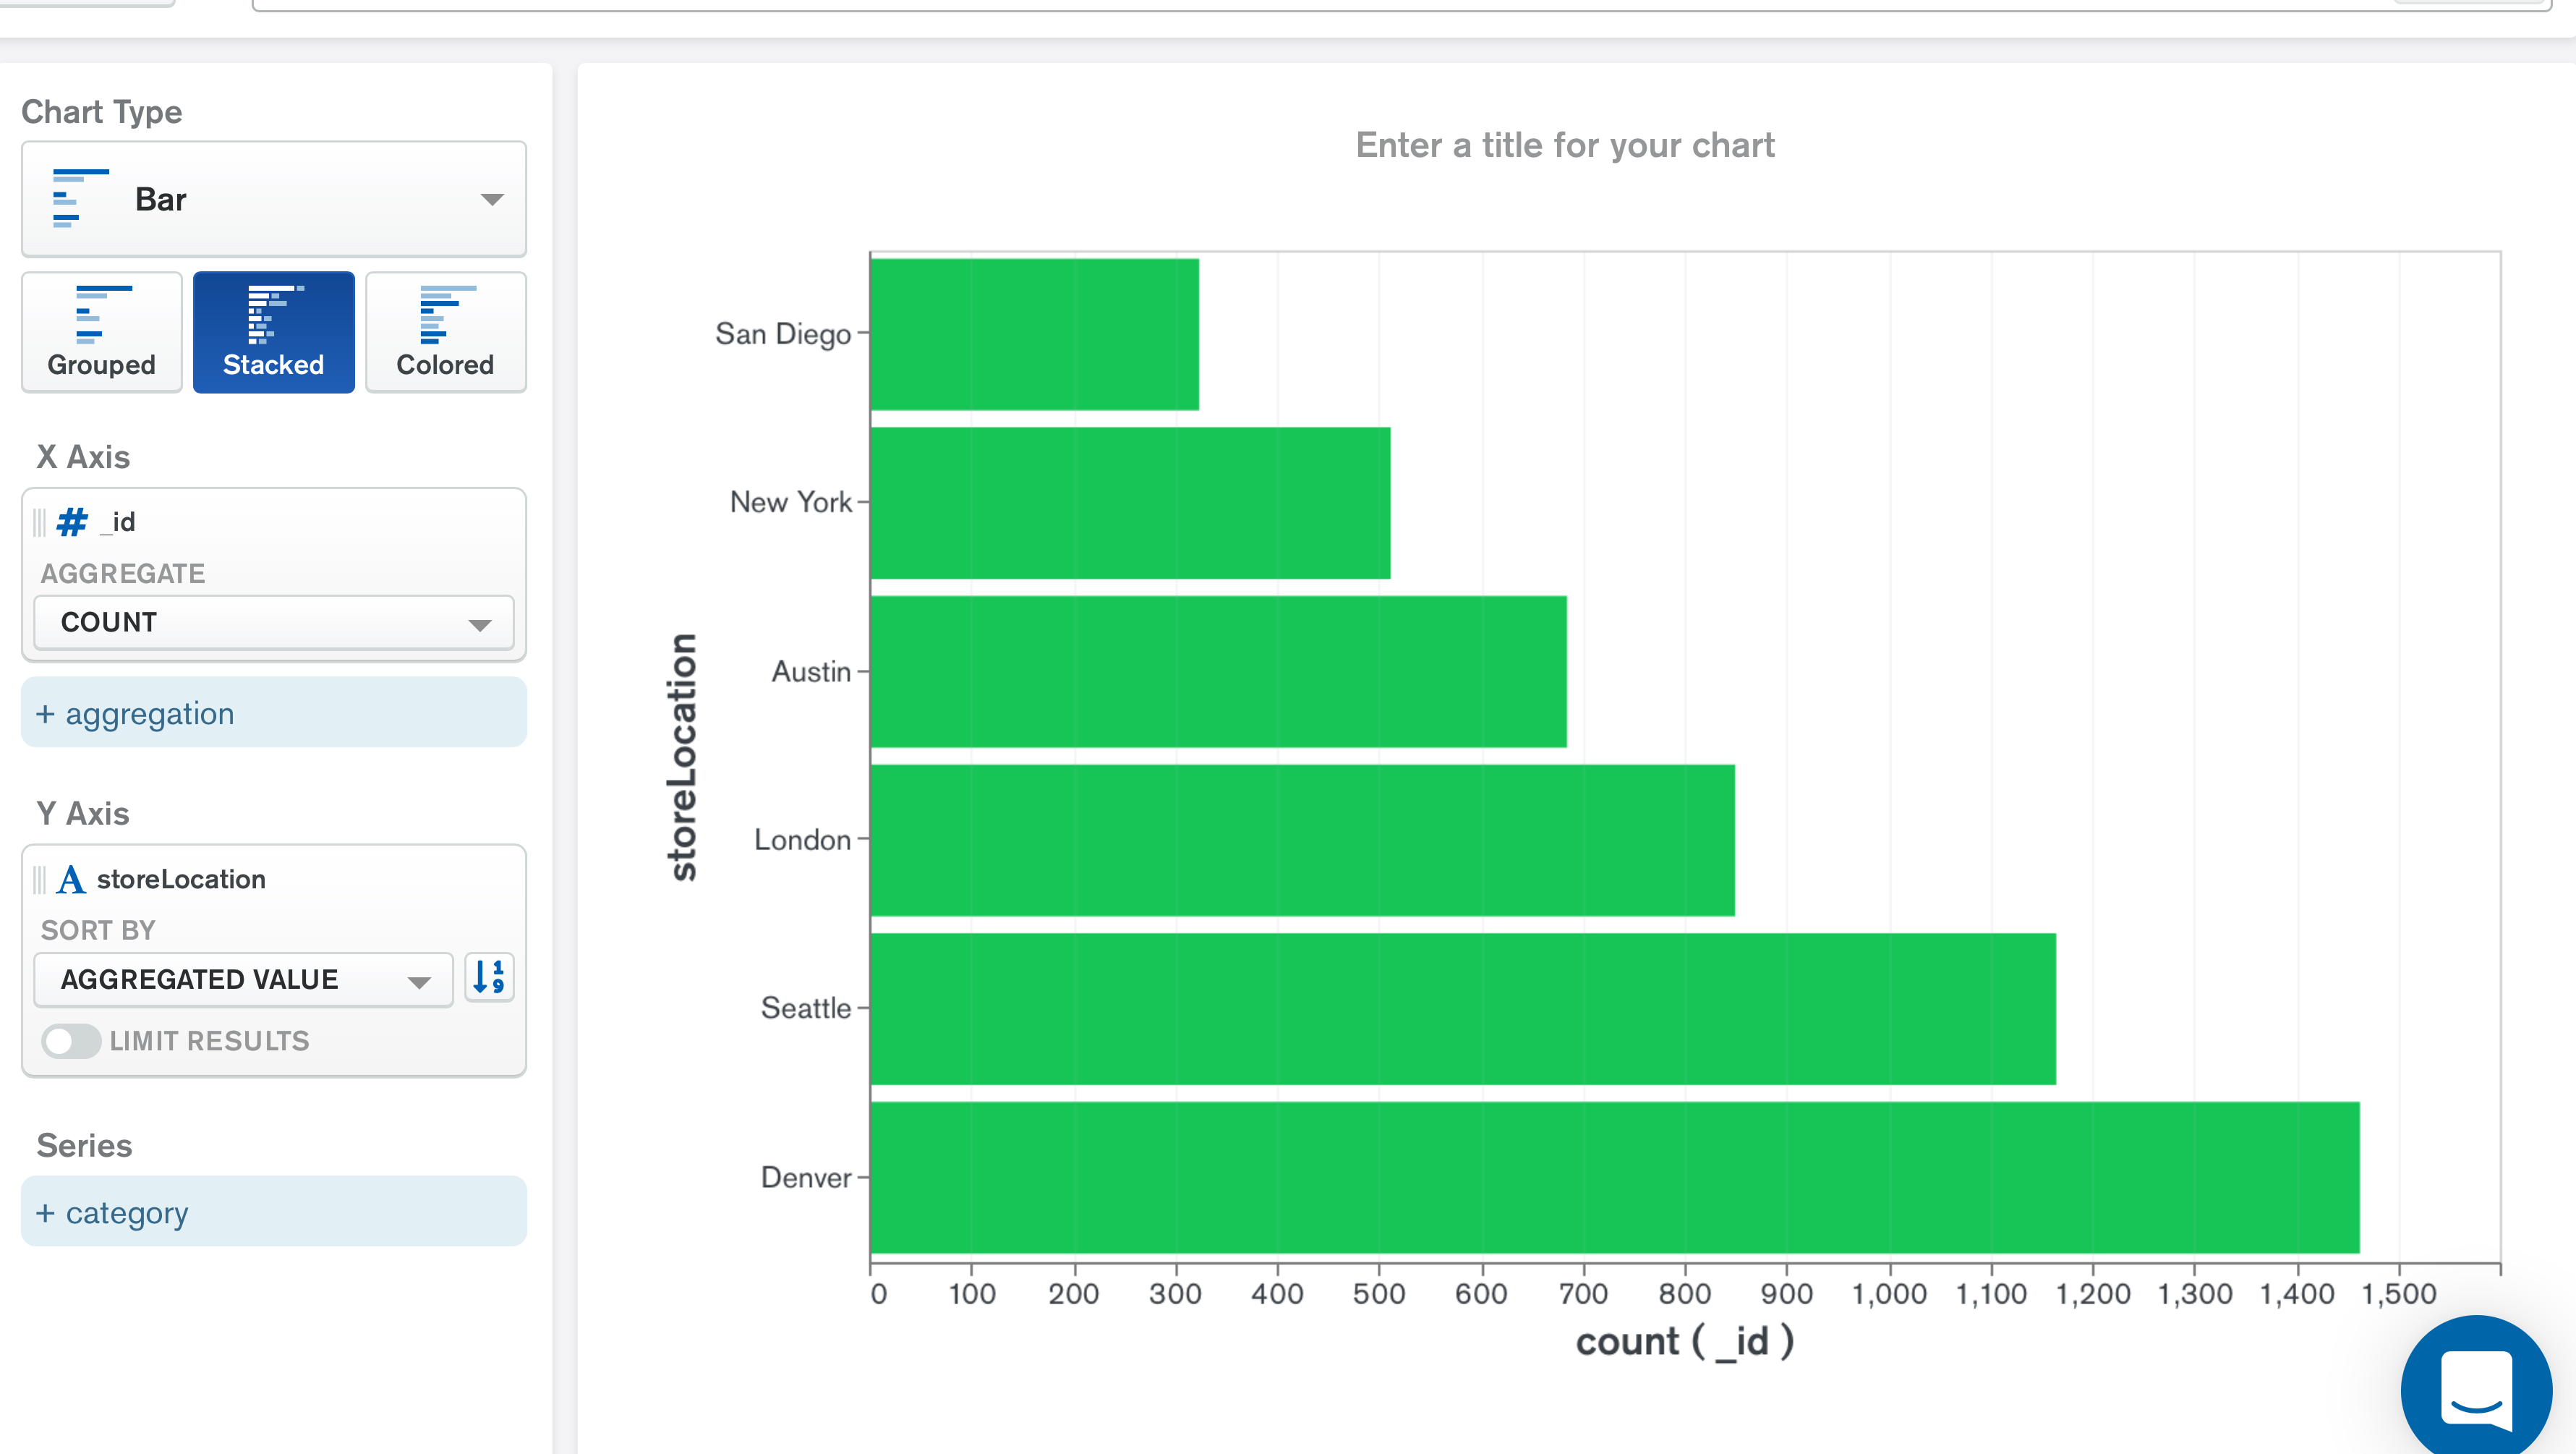 Chart Type
Bar
Grouped Stacked Colored
X Axis
# _id
AGGREGATE
COUNT
+ aggregation
Y Axis
A storeLocation
SORT BY
AGGREGATED VALUE
1
9
LIMIT RESULTS
Series
+ category
Enter a title for your chart
storeLocation
San Diego
New York
Austin
London
Seattle
Denver
0 100 200 300 400 500 600 700 800 900 1,000 1,100 1,200 1,300 1,400 1,500
count ( _id )